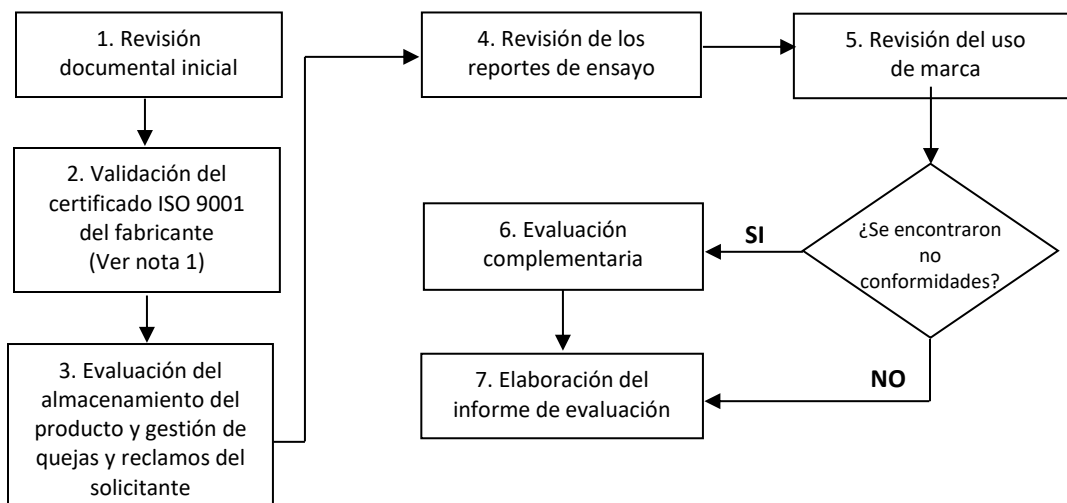 1. Revisión
documental inicial
2. Validación del
certificado ISO 9001
del fabricante
(Ver nota 1)
3. Evaluación del
almacenamiento del
producto y gestión de
quejas y reclamos del
solicitante
4. Revisión de los
reportes de ensayo
5. Revisión del uso
de marca
¿Se encontraron
no
conformidades?
SI
6. Evaluación
complementaria
NO
7. Elaboración del
informe de evaluación